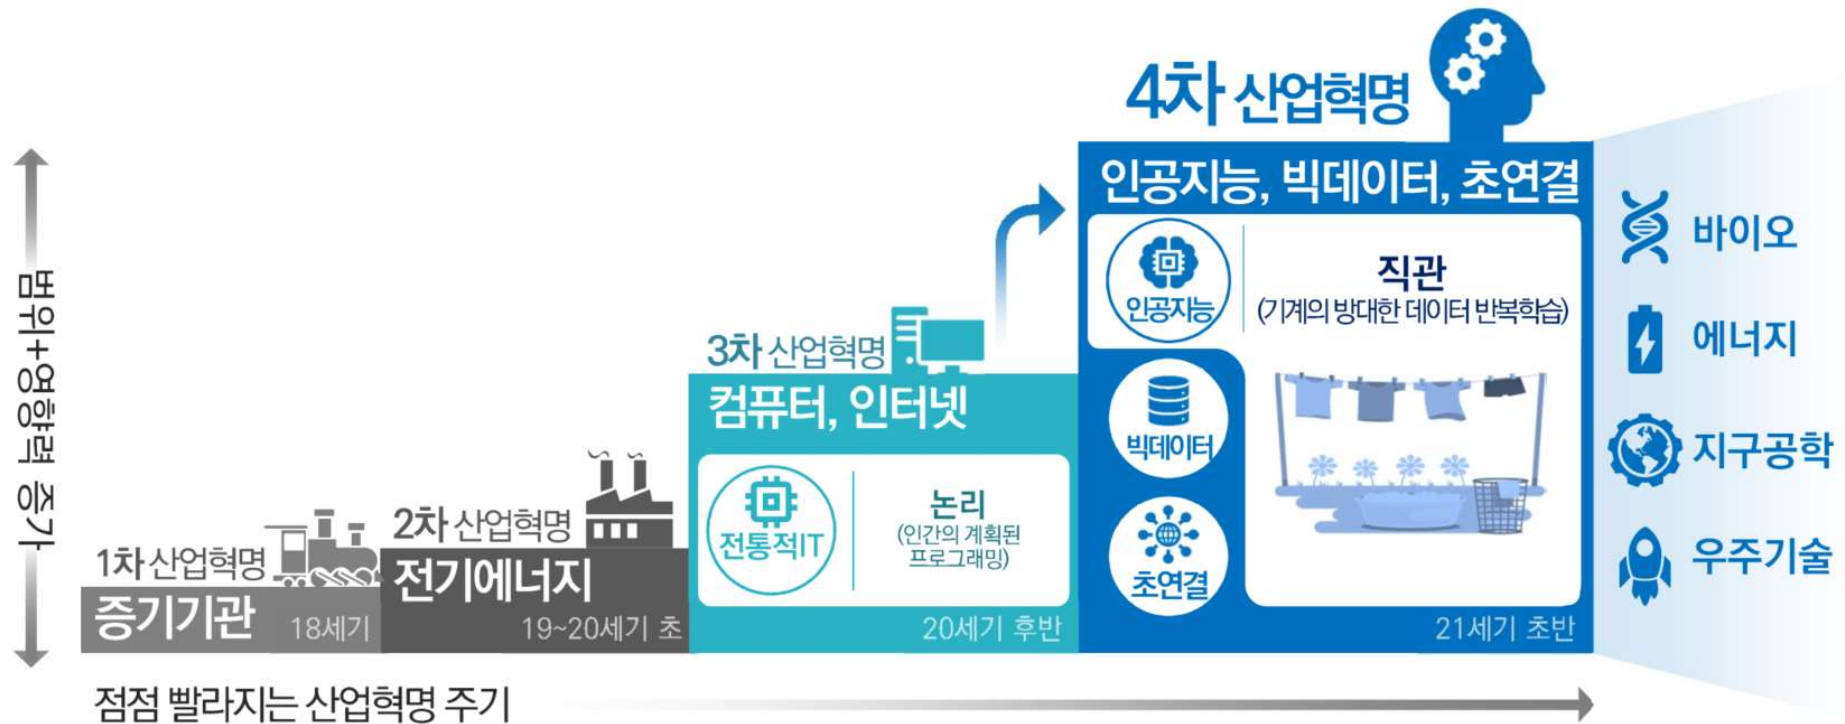 4차 산업혁명
인공지능, 빅데이터, 초연결
인공지능
직관
(기계의 방대한 데이터 반복학습)
빅데이터
초연결
21세기 초반
3차 산업혁명
컴퓨터, 인터넷
전통적IT
논리
(인간의 계획된
프로그래밍)
20세기 후반
2차 산업혁명
전기에너지
19~20세기 초
1차 산업혁명
증기기관
18세기
바이오
에너지
지구공학
우주기술
범위+영향력 증가
점점 빨라지는 산업혁명 주기